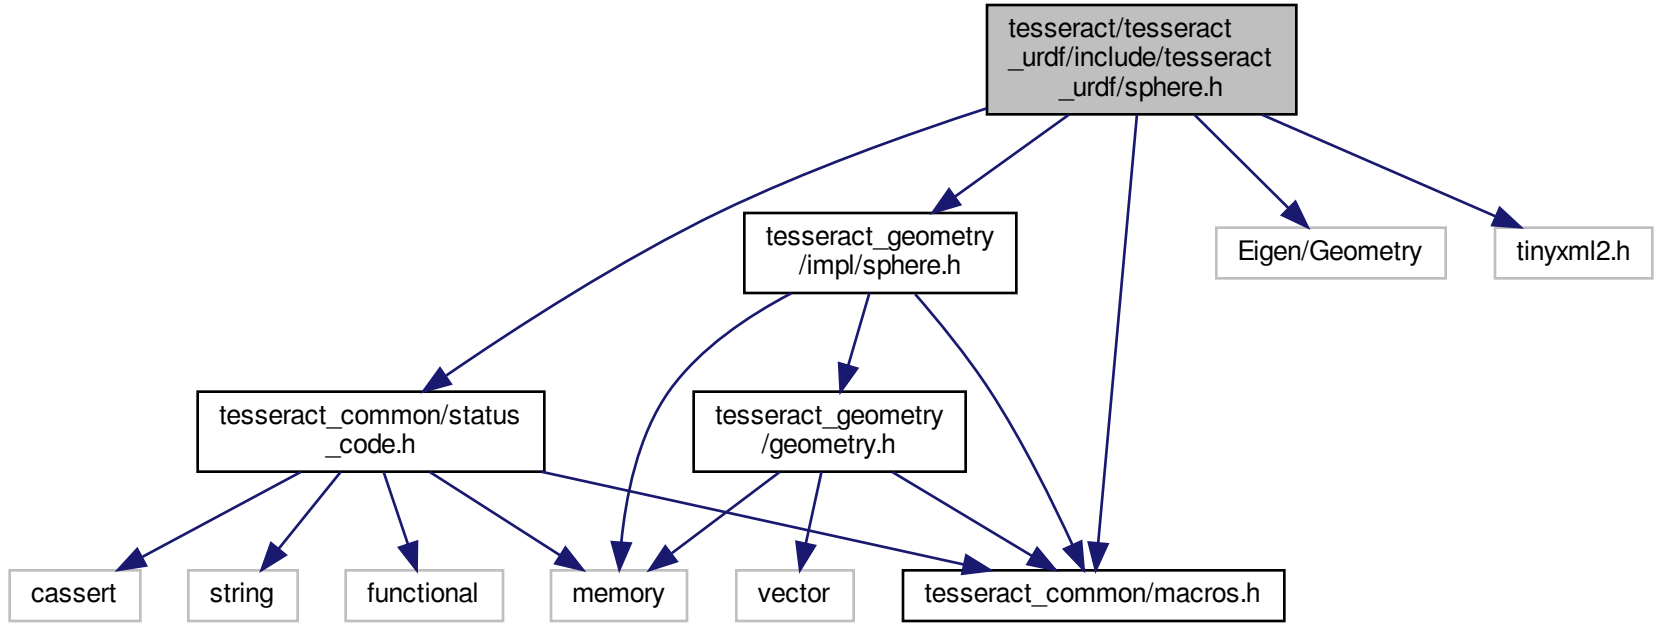 tesseract/tesseract
_urdf/include/tesseract
_urdf/sphere.h
tesseract_geometry
/impl/sphere.h
Eigen/Geometry
tinyxml2.h
tesseract_common/status
_code.h
tesseract_geometry
/geometry.h
cassert
string
functional
memory
vector
tesseract_common/macros.h